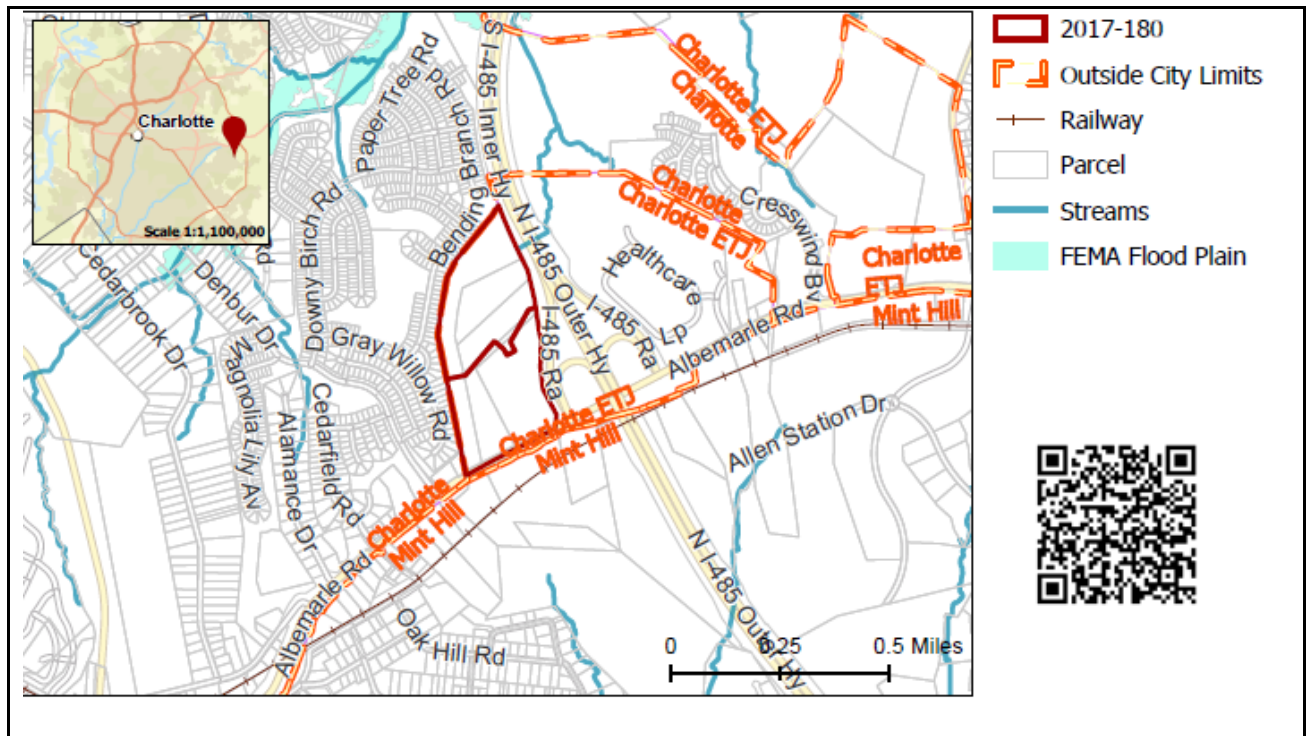 Charlotte
Scale 1:1,100,000
Paper Tree Rd
Bending Branch Rd
S I-485 Inner Hy
Charlotte ETJ
Charlotte
Downy Birch Rd
Rd
Cedarbrook Dr
Denbur Dr
Magnolia Lily Av
Gray Willow Rd
Cedarfield Rd
Alamance Dr
N I-485 Outer Hy
I-485 Ra
I-485 Ra
Healthcare Lp
Charlotte
Charlotte ETJ
Cresswind Bv
Charlotte
ETJ
Mint Hill
Albemarle Rd
Charlotte ETJ
Mint Hill
Allen Station Dr
Charlotte
Mint Hill
Albemarle Rd
Oak Hill Rd
N I-485 Outer Hy
0 0.25 0.5 Miles
2017-180
Outside City Limits
Railway
Parcel
Streams
FEMA Flood Plain